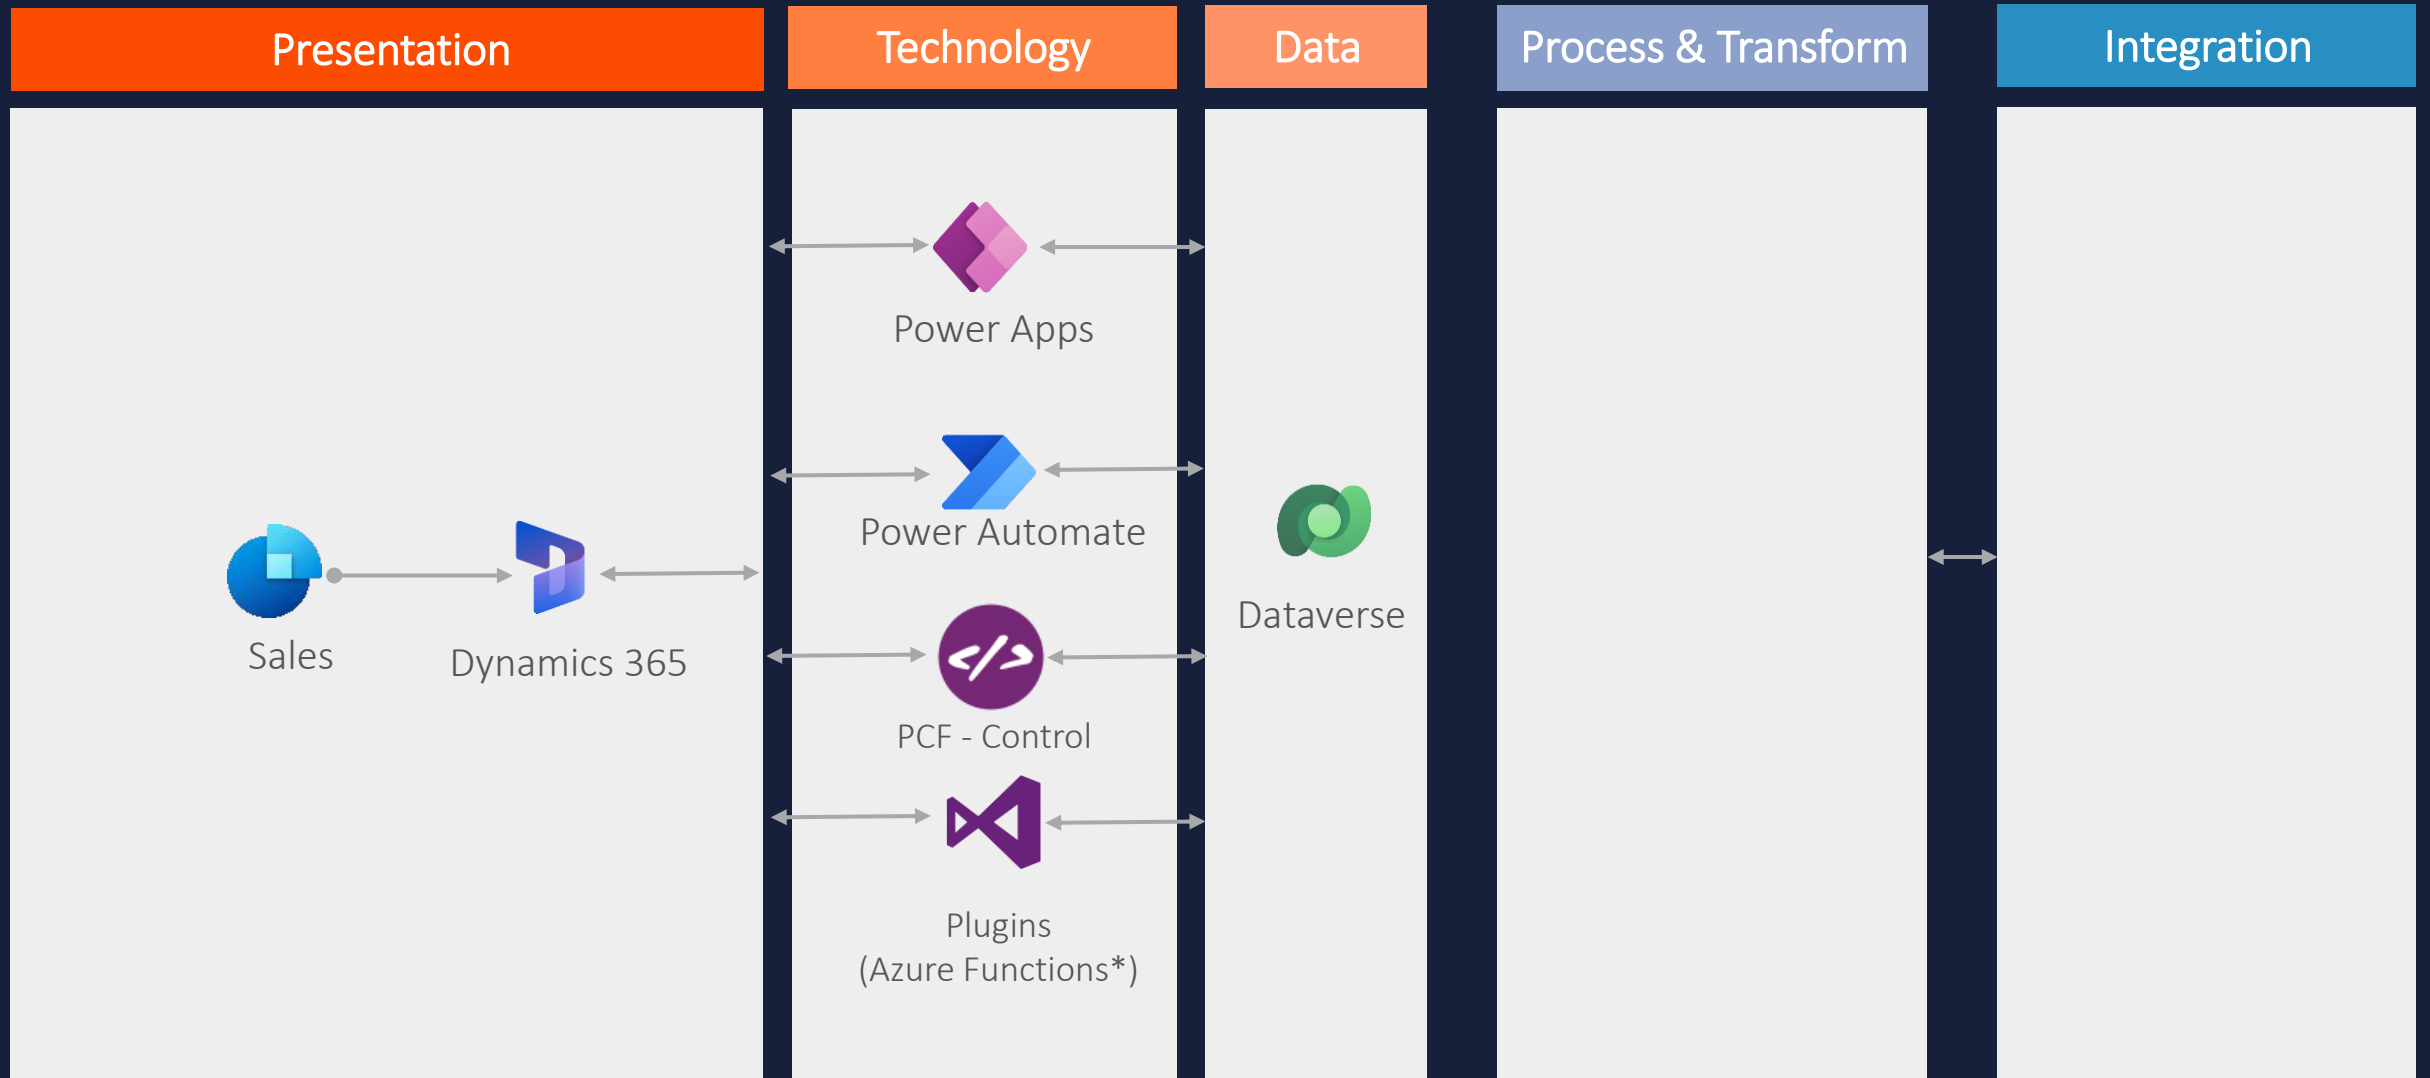 Presentation
Technology
Data
Process & Transform
Integration
Power Apps
Power Automate
Sales
Dynamics 365
Dataverse
PCF - Control
Plugins
(Azure Functions*)